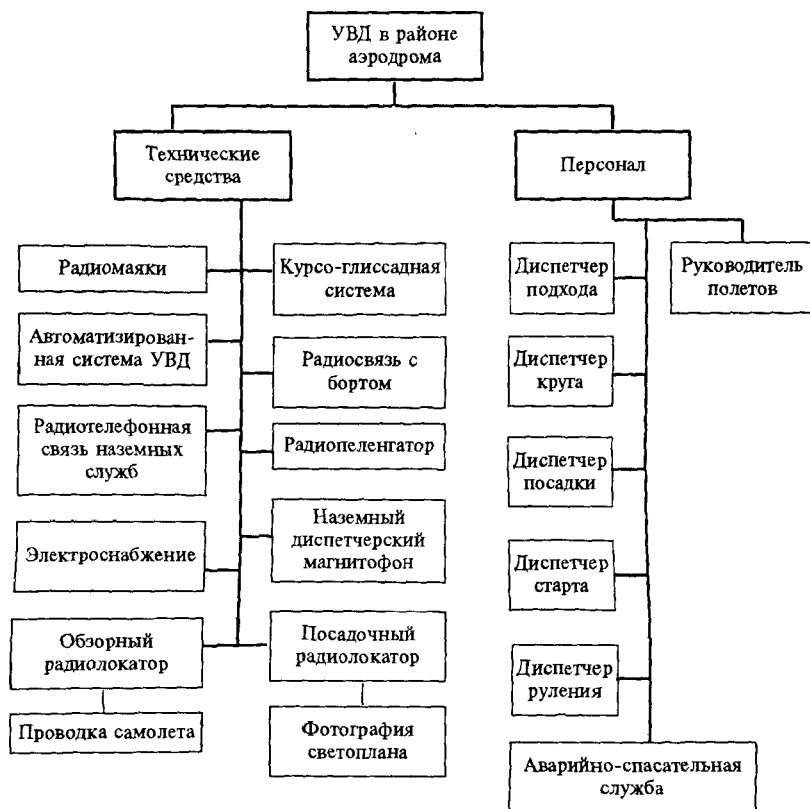 УВД в районе
аэродрома
Технические
средства
Персонал
Радиомаяки
Курсо-глиссадная
система
Диспетчер
подхода
Руководитель
полетов
Автоматизирован-
ная система УВД
Радиосвязь с
бортом
Диспетчер
круга
Радиотелефонная
связь наземных
служб
Радиопеленгатор
Диспетчер
посадки
Электроснабжение
Наземный
диспетчерский
магнитофон
Диспетчер
старта
Обзорный
радиолокатор
Посадочный
радиолокатор
Диспетчер
руления
Проводка самолета
Фотография
светоплана
Аварийно-спасательная
служба